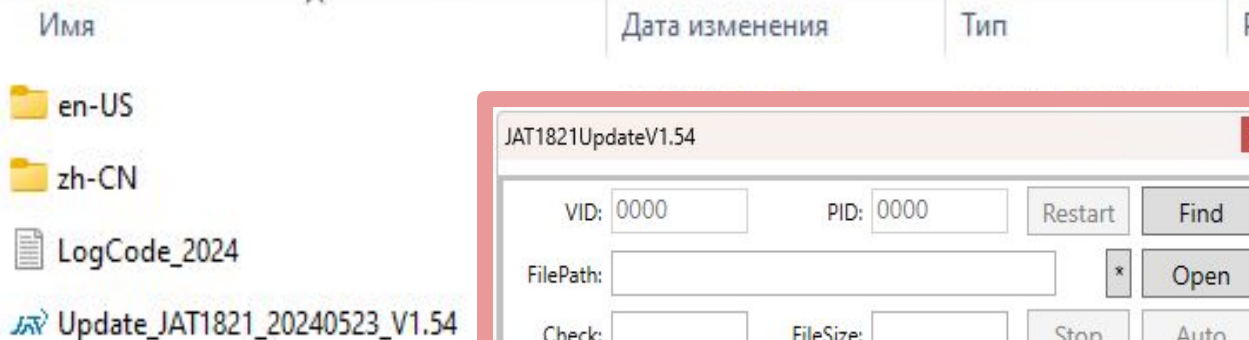 Имя Дата изменения Тип
en-US
zh-CN
LogCode_2024
Update_JAT1821_20240523_V1.54
JAT1821UpdateV1.54
VID: 0000 PID: 0000 Restart Find
FilePath: * Open
Check: FileSize: Stop Auto